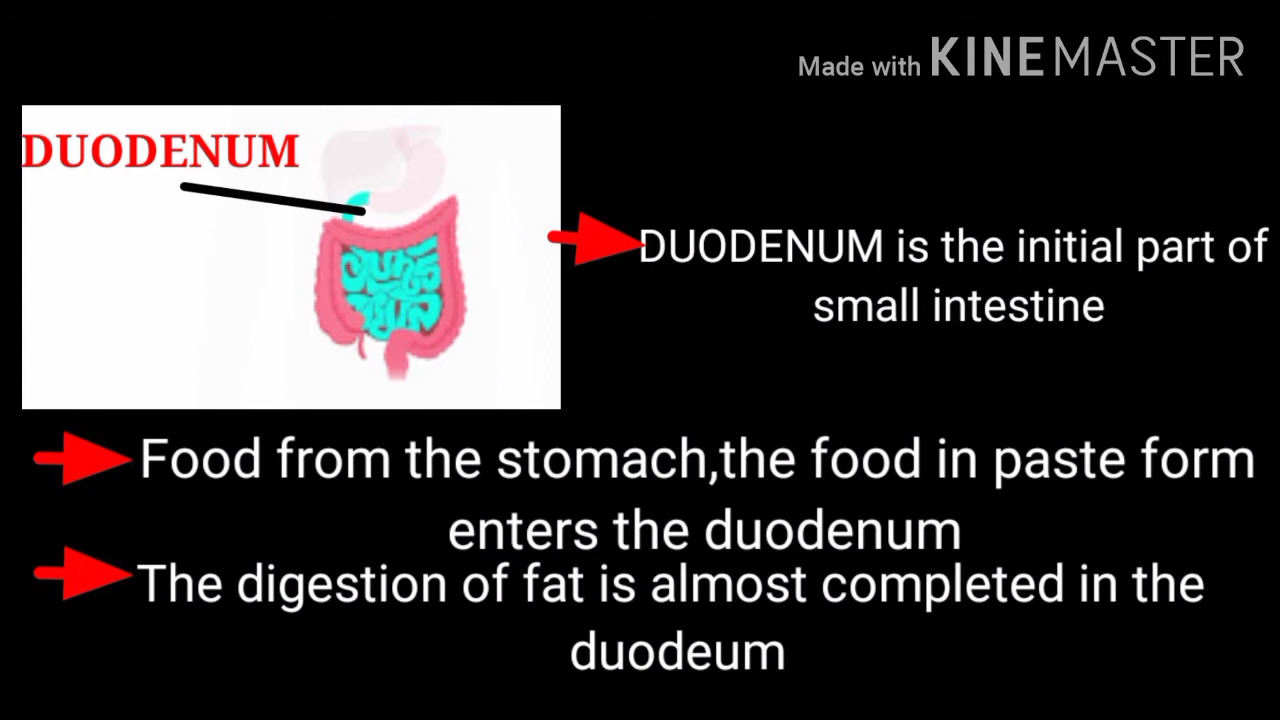 Made with KINEMASTER
DUODENUM
DUODENUM is the initial part of
small intestine
Food from the stomach,the food in paste form
enters the duodenum
The digestion of fat is almost completed in the
duodeum